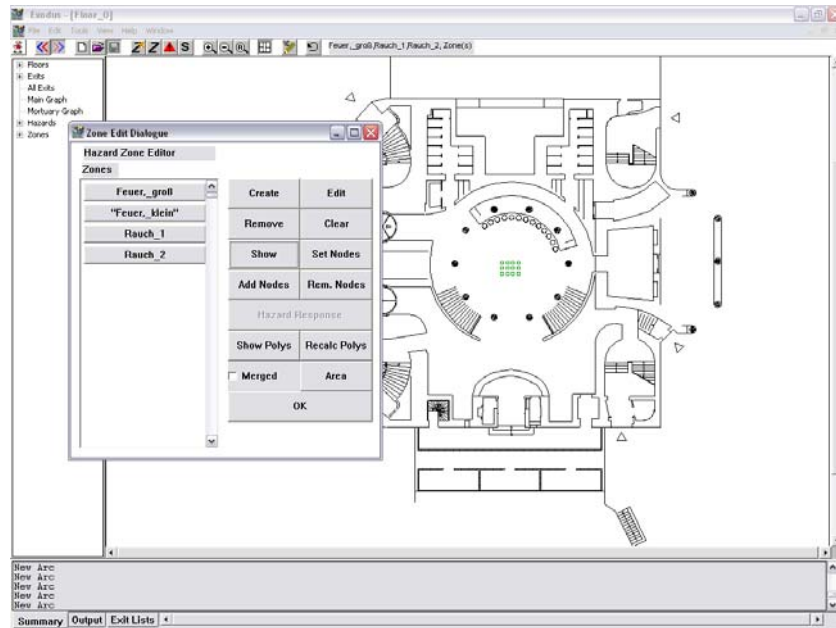 Exodus - [Floor_0]
File Edit Tools View Help Window
Z Z S R Feuer,_groß,Rauch_1,Rauch_2, Zone(s)
Floors
Exits
All Exits
Main Graph
Mortuary Graph
Hazards
Zones
Zone Edit Dialogue
Hazard Zone Editor
Zones
Feuer,_groß
"Feuer,_klein"
Rauch_1
Rauch_2
Create Edit
Remove Clear
Show Set Nodes
Add Nodes Rem. Nodes
Hazard Response
Show Polys Recalc Polys
Merged Area
OK
New Arc
New Arc
New Arc
New Arc
New Arc
Summary Output Exit Lists